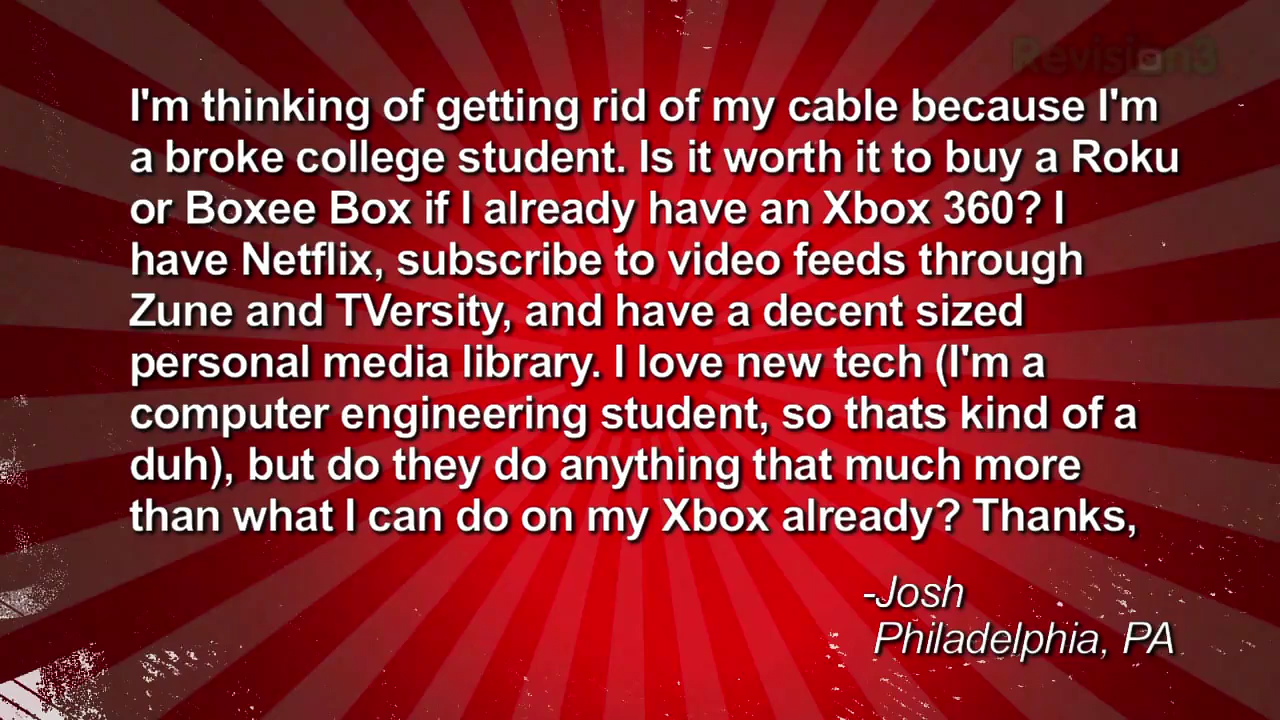 Revision3
I'm thinking of getting rid of my cable because I'm
a broke college student. Is it worth it to buy a Roku
or Boxee Box if I already have an Xbox 360? I
have Netflix, subscribe to video feeds through
Zune and TVersity, and have a decent sized
personal media library. I love new tech (I'm a
computer engineering student, so thats kind of a
duh), but do they do anything that much more
than what I can do on my Xbox already? Thanks,
-Josh
Philadelphia, PA